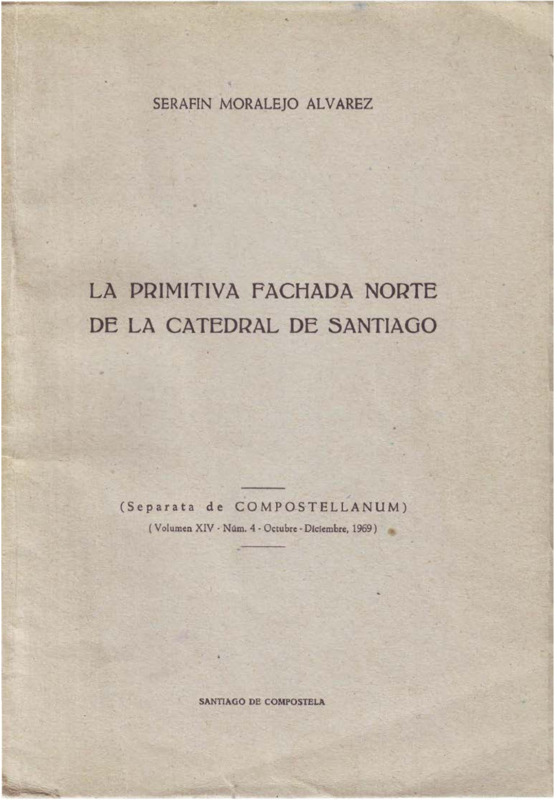 SERAFIN MORALEJO ALVAREZ
LA PRIMITIVA FACHADA NORTE
DE LA CATEDRAL DE SANTIAGO
(Separata de COMPOSTELLANUM)
(Volumen XIV - Núm. 4 - Octubre - Diciembre, 1969)
SANTIAGO DE COMPOSTELA